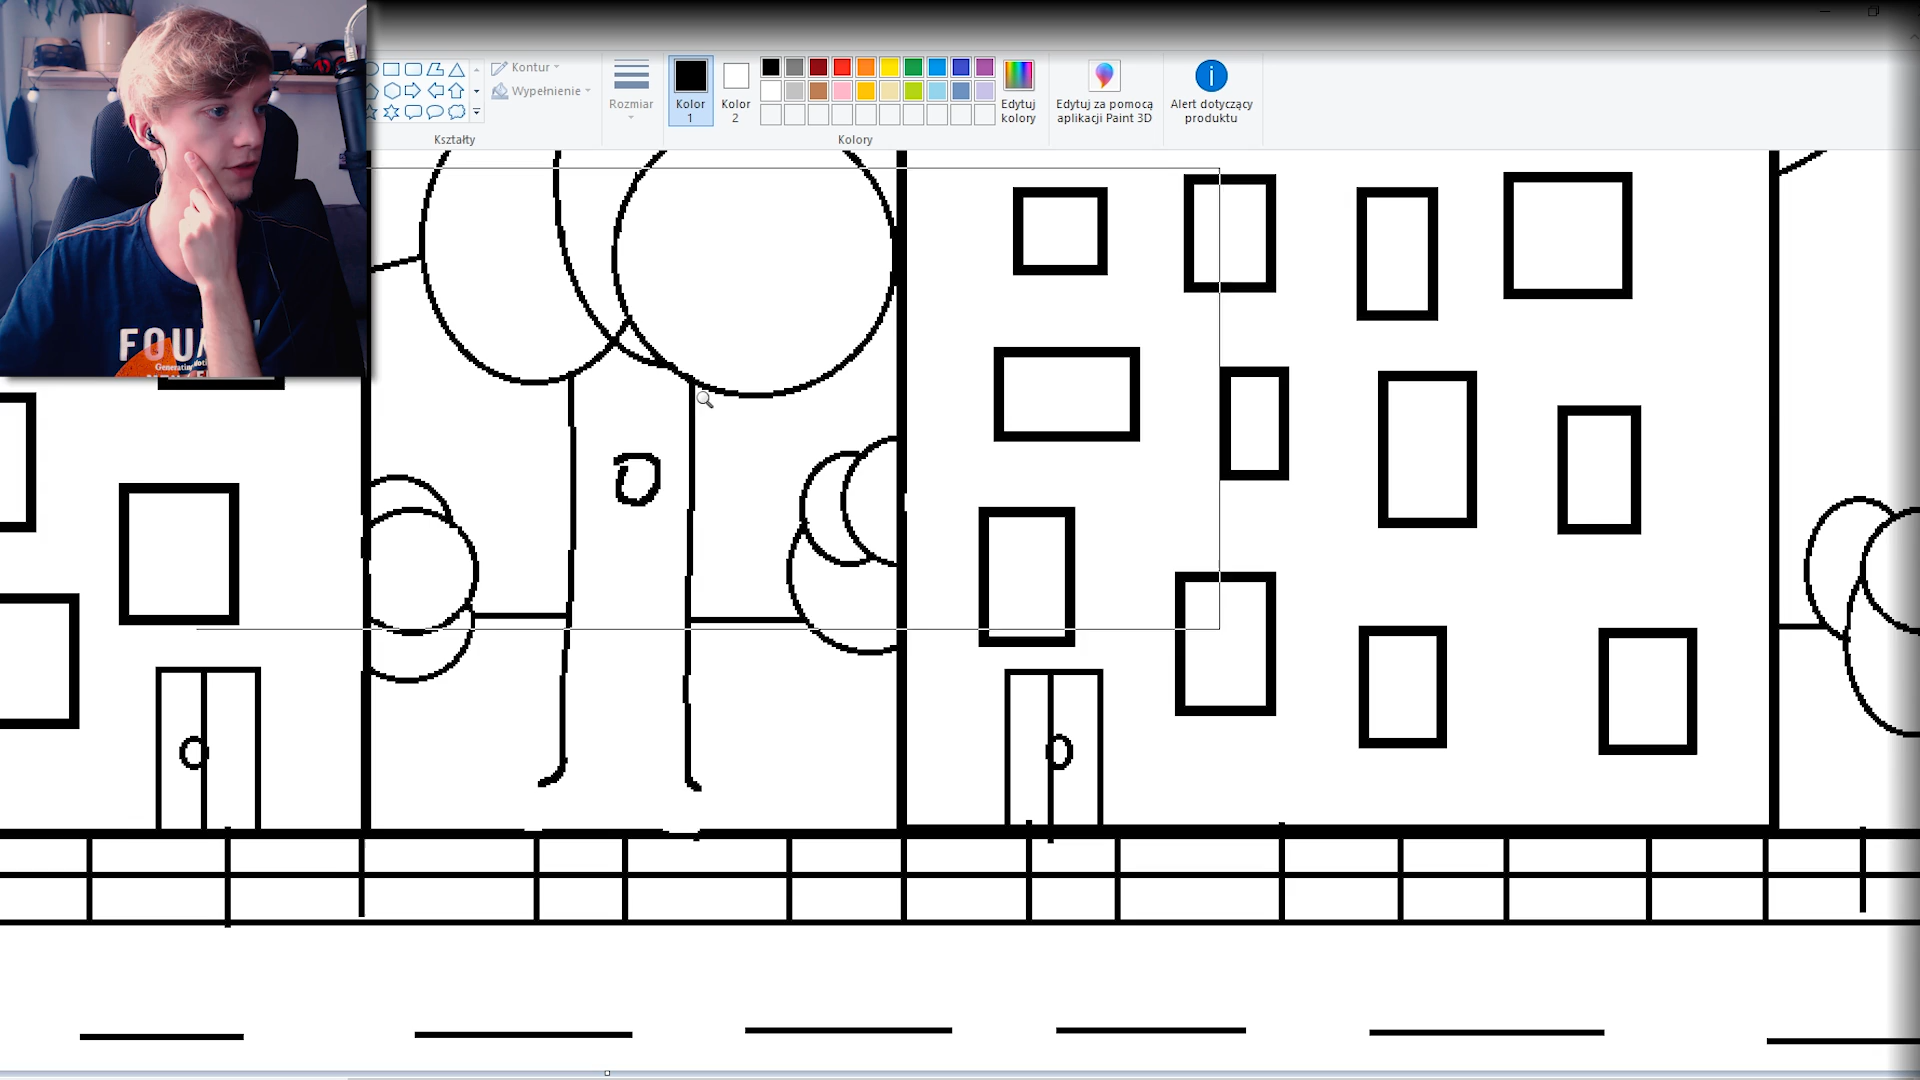 Kontur
Wypełnienie
Kształty
Rozmiar
Kolor
1
Kolor
2
Kolory
Edytuj
kolory
Edytuj za pomocą
aplikacji Paint 3D
Alert dotyczący
produktu
Generating